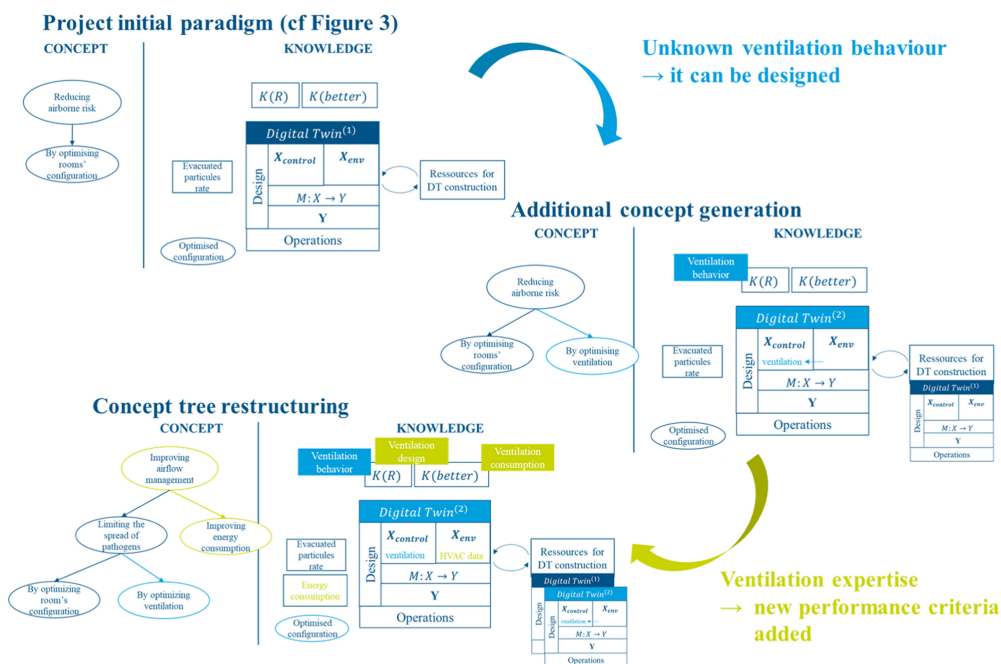 Project initial paradigm (cf Figure 3)
CONCEPT
KNOWLEDGE
Reducing
airborne risk
By optimising
rooms'
configuration
K(R)
K(better)
Digital Twin(1)
Design
Xcontrol
Xenv
M: X → Y
Y
Operations
Evacuated
particules
rate
Optimised
configuration
Ressources for
DT construction
Unknown ventilation behaviour
→ it can be designed
Additional concept generation
CONCEPT
KNOWLEDGE
Reducing
airborne risk
By optimising
rooms'
configuration
By optimising
ventilation
Ventilation
behavior
K(R)
K(better)
Digital Twin(2)
Design
Xcontrol
Xenv
ventilation
M: X → Y
Y
Operations
Evacuated
particules
rate
Optimised
configuration
Ressources for
DT construction
Digital Twin(1)
Design
Xcontrol
Xenv
M: X → Y
Y
Operations
Concept tree restructuring
CONCEPT
KNOWLEDGE
Improving
airflow
management
Limiting the
spread of
pathogens
Improving
energy
consumption
By optimizing
room's
configuration
By optimizing
ventilation
Ventilation
behavior
Ventilation
design
Ventilation
consumption
K(R)
K(better)
Digital Twin(2)
Design
Xcontrol
Xenv
ventilation
HVAC data
M: X → Y
Y
Operations
Evacuated
particules
rate
Energy
consumption
Optimised
configuration
Ressources for
DT construction
Digital Twin(1)
Digital Twin(2)
Design
Xcontrol
Xenv
ventilation
M: X → Y
Y
Operations
Ventilation expertise
→ new performance criteria
added